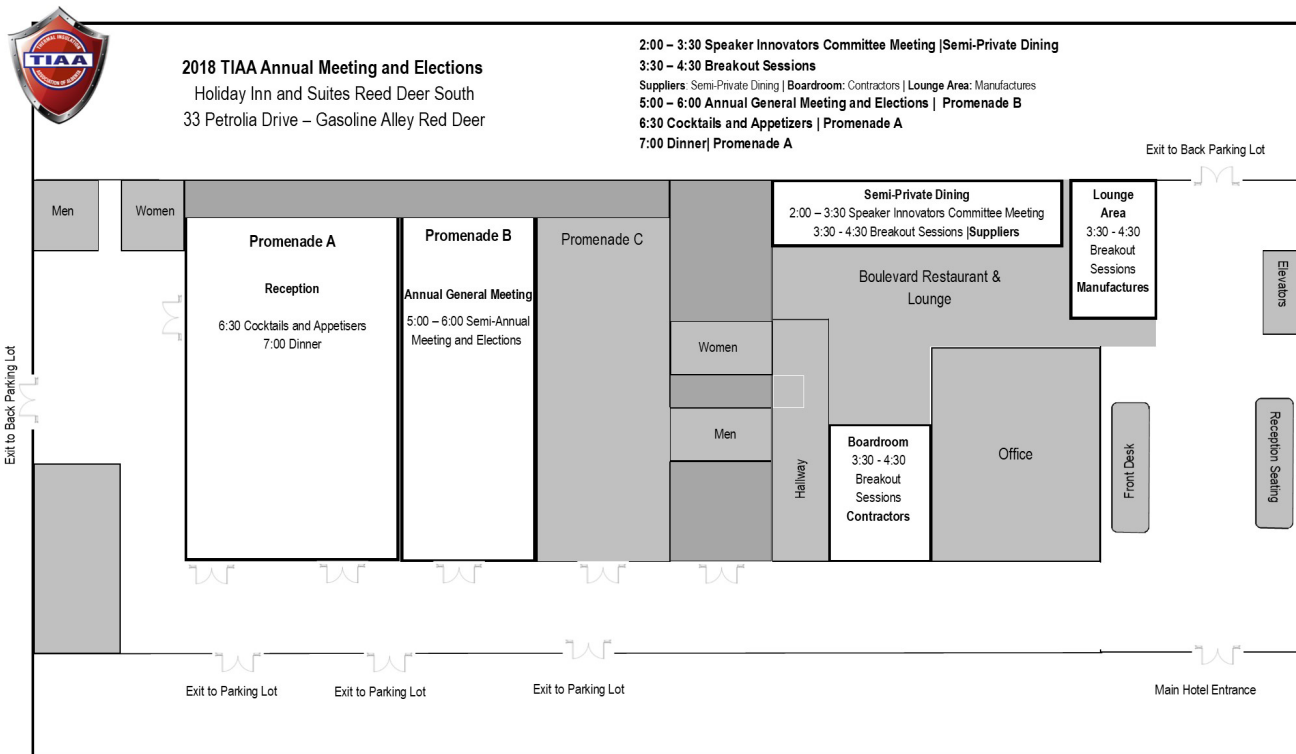 THERMAL INSULATION
TIAA
ASSOCIATION OF ALBERTA
2018 TIAA Annual Meeting and Elections
Holiday Inn and Suites Reed Deer South
33 Petrolia Drive – Gasoline Alley Red Deer
2:00 – 3:30 Speaker Innovators Committee Meeting |Semi-Private Dining
3:30 – 4:30 Breakout Sessions
Suppliers: Semi-Private Dining | Boardroom: Contractors | Lounge Area: Manufactures
5:00 – 6:00 Annual General Meeting and Elections | Promenade B
6:30 Cocktails and Appetizers | Promenade A
7:00 Dinner| Promenade A
Exit to Back Parking Lot
Men
Women
Promenade A
Reception
6:30 Cocktails and Appetisers
7:00 Dinner
Promenade B
Annual General Meeting
5:00 – 6:00 Semi-Annual
Meeting and Elections
Promenade C
Semi-Private Dining
2:00 – 3:30 Speaker Innovators Committee Meeting
3:30 - 4:30 Breakout Sessions |Suppliers
Lounge
Area
3:30 - 4:30
Breakout
Sessions
Manufactures
Boulevard Restaurant &
Lounge
Elevators
Women
Men
Exit to Back Parking Lot
Hallway
Boardroom
3:30 - 4:30
Breakout
Sessions
Contractors
Office
Front Desk
Reception Seating
Exit to Parking Lot
Exit to Parking Lot
Exit to Parking Lot
Main Hotel Entrance